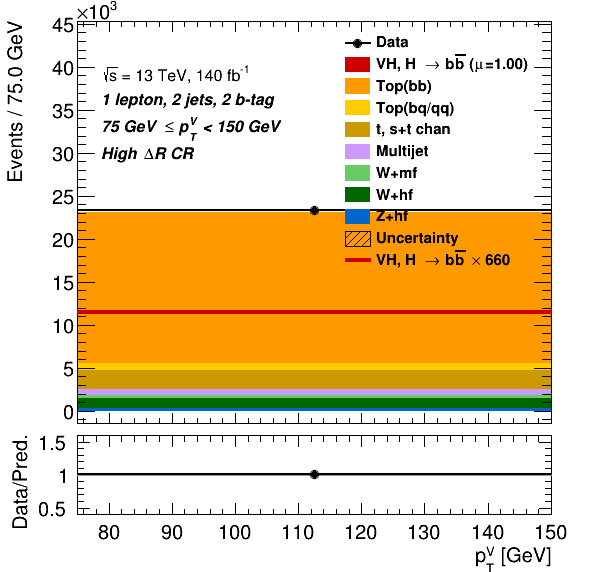 ×10³
Events / 75.0 GeV
45
40
35
30
25
20
15
10
5
0
√s = 13 TeV, 140 fb⁻¹
1 lepton, 2 jets, 2 b-tag
75 GeV ≤ p_T^V < 150 GeV
High ΔR CR
Data
VH, H → bb̅ (μ=1.00)
Top(bb)
Top(bq/qq)
t, s+t chan
Multijet
W+mf
W+hf
Z+hf
Uncertainty
VH, H → bb̅ × 660
Data/Pred.
1.5
1
0.5
80 90 100 110 120 130 140 150
p_T^V [GeV]